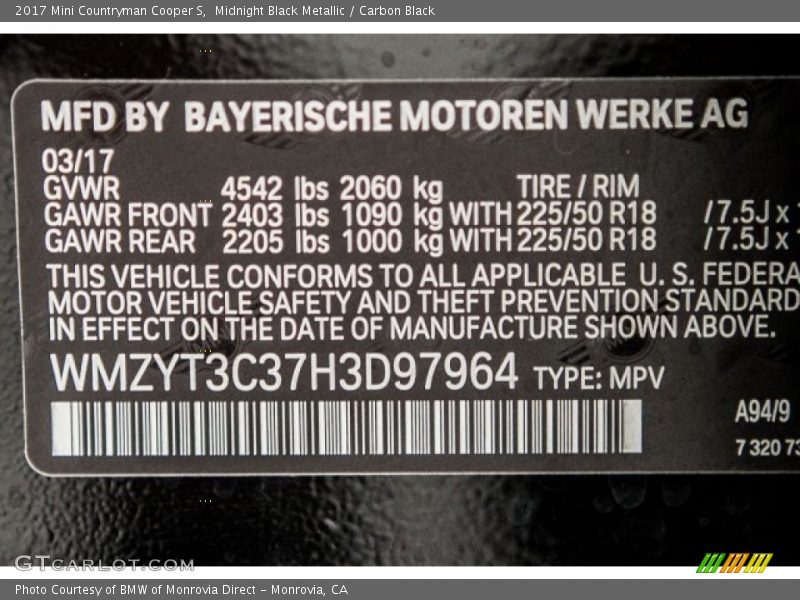 2017 Mini Countryman Cooper S, Midnight Black Metallic / Carbon Black
MFD BY BAYERISCHE MOTOREN WERKE AG
03/17
GVWR 4542 lbs 2060 kg TIRE / RIM
GAWR FRONT 2403 lbs 1090 kg WITH 225/50 R18 /7.5J x
GAWR REAR 2205 lbs 1000 kg WITH 225/50 R18 /7.5J x
THIS VEHICLE CONFORMS TO ALL APPLICABLE U.S. FEDERA
MOTOR VEHICLE SAFETY AND THEFT PREVENTION STANDARD
IN EFFECT ON THE DATE OF MANUFACTURE SHOWN ABOVE.
WMZYT3C37H3D97964 TYPE: MPV
A94/9
7 320 73
GTCARLOT.COM
Photo Courtesy of BMW of Monrovia Direct - Monrovia, CA